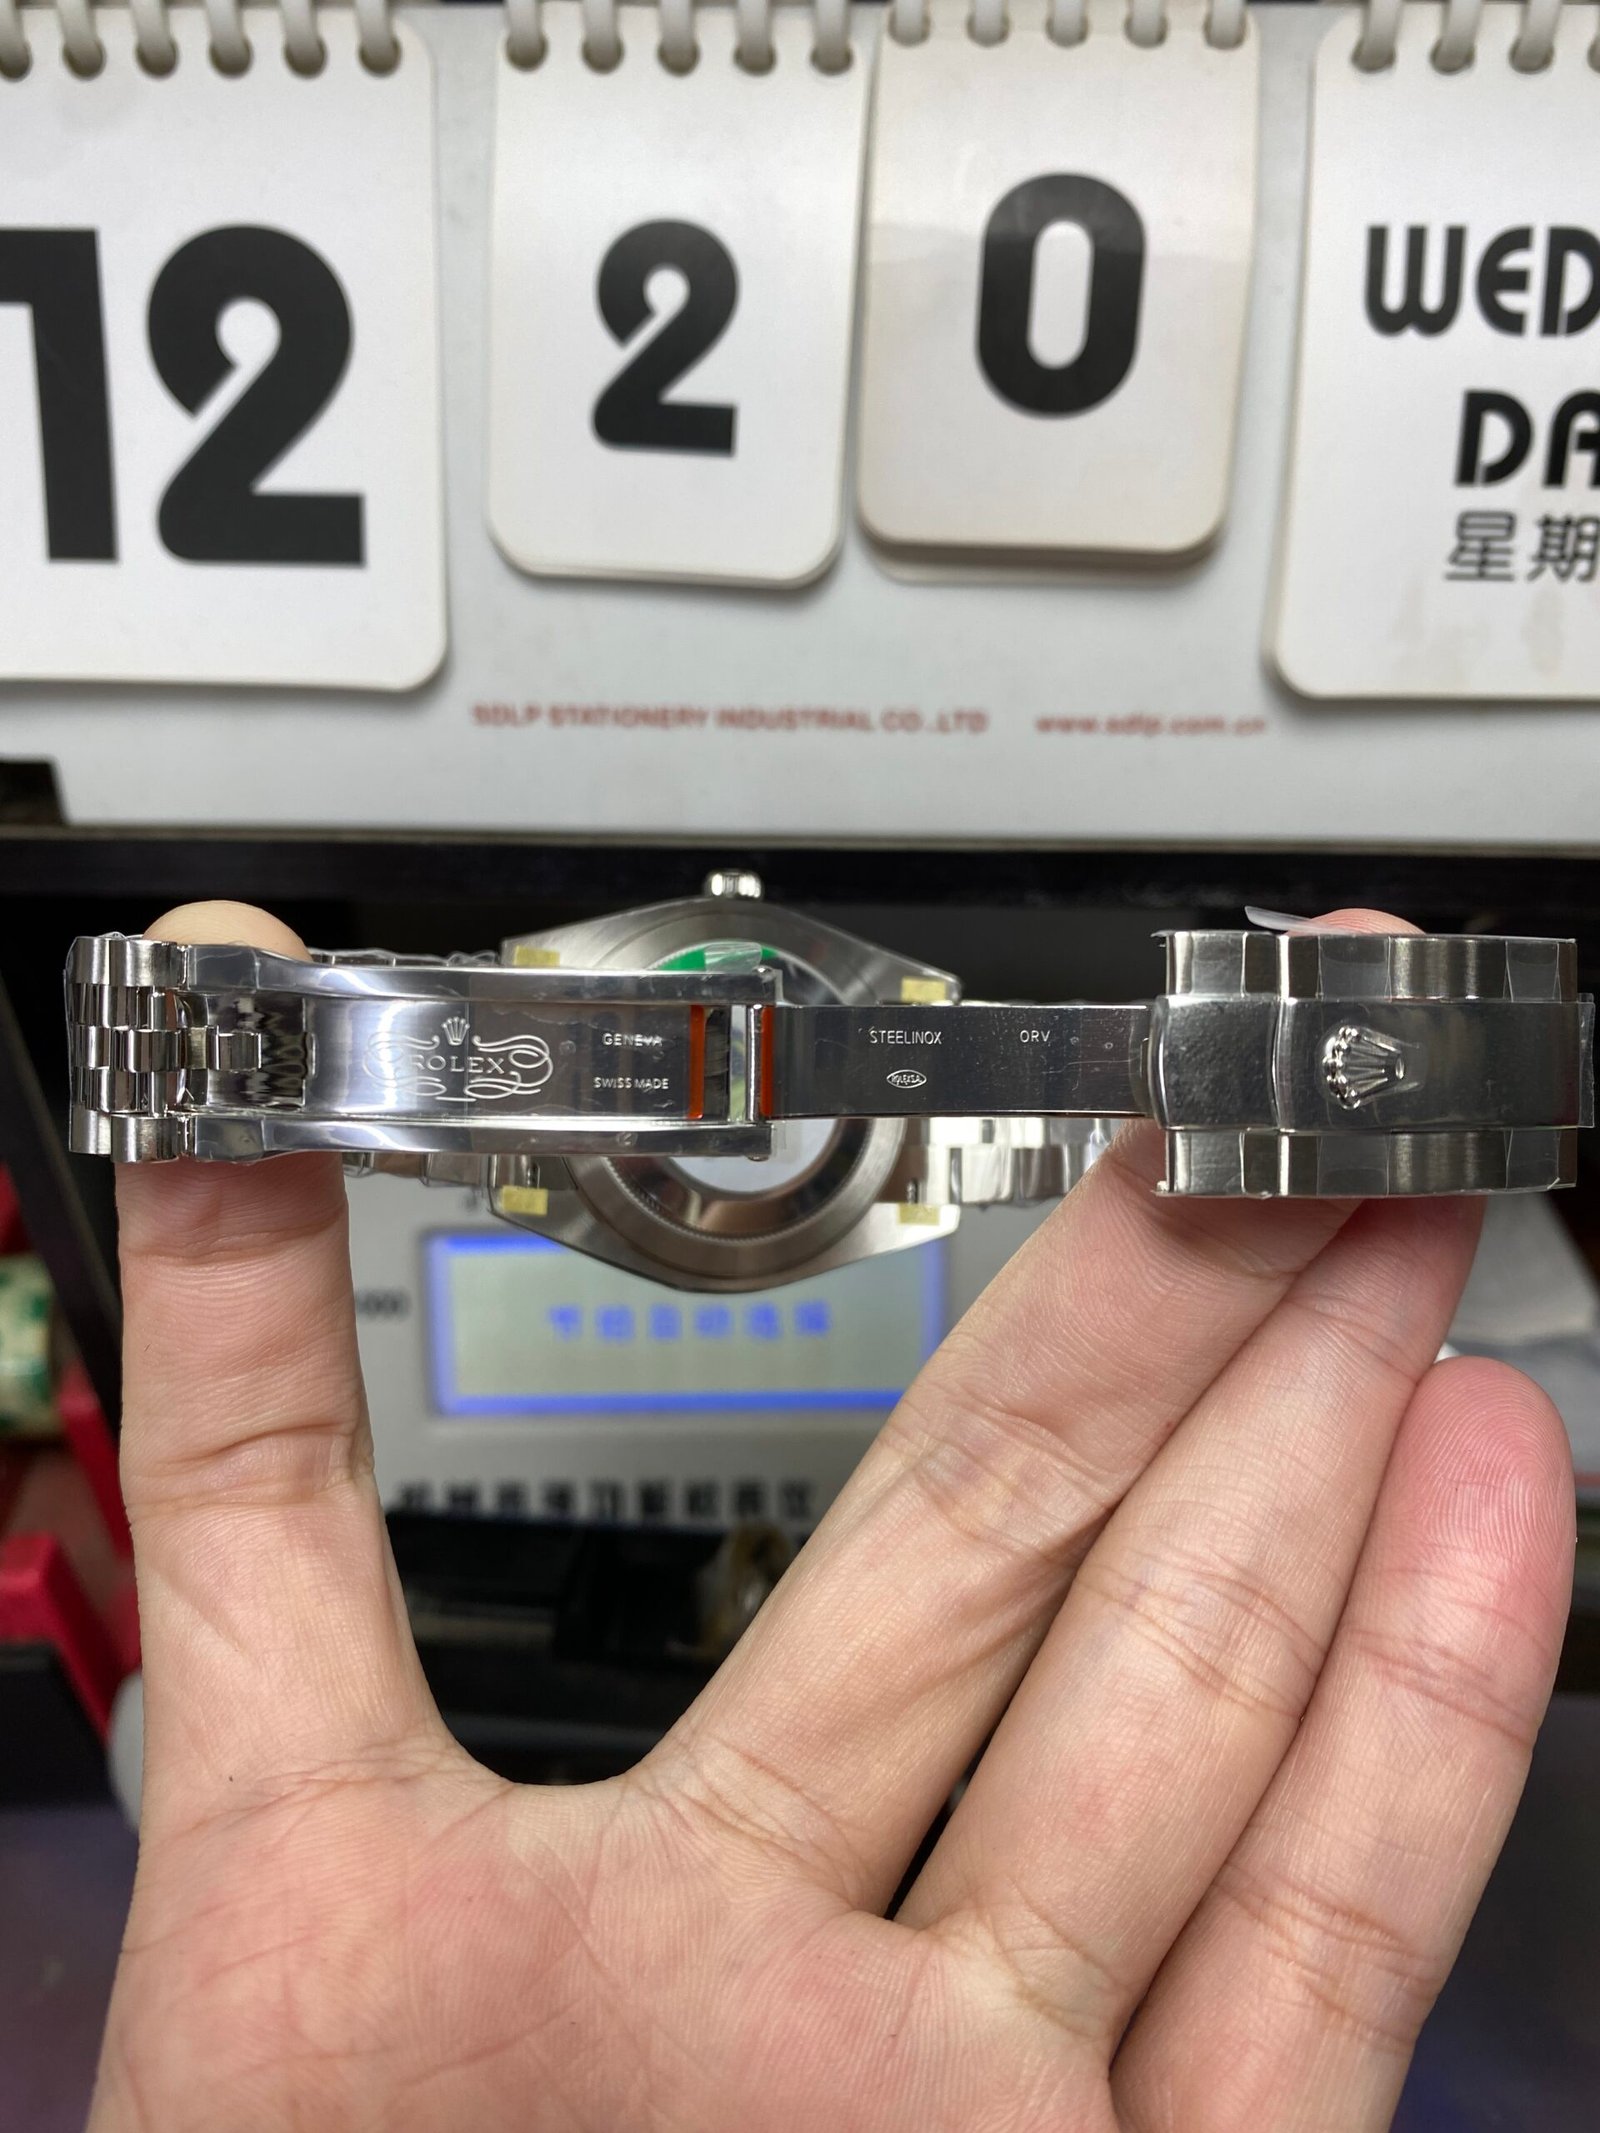 12
2
0
WED
DA
星期
SDLP STATIONERY INDUSTRIAL CO.,LTD www.sdlp.com.cn
ROLEX
GENEVA
SWISS MADE
STEELINOX ORV
ROLEX S.A.